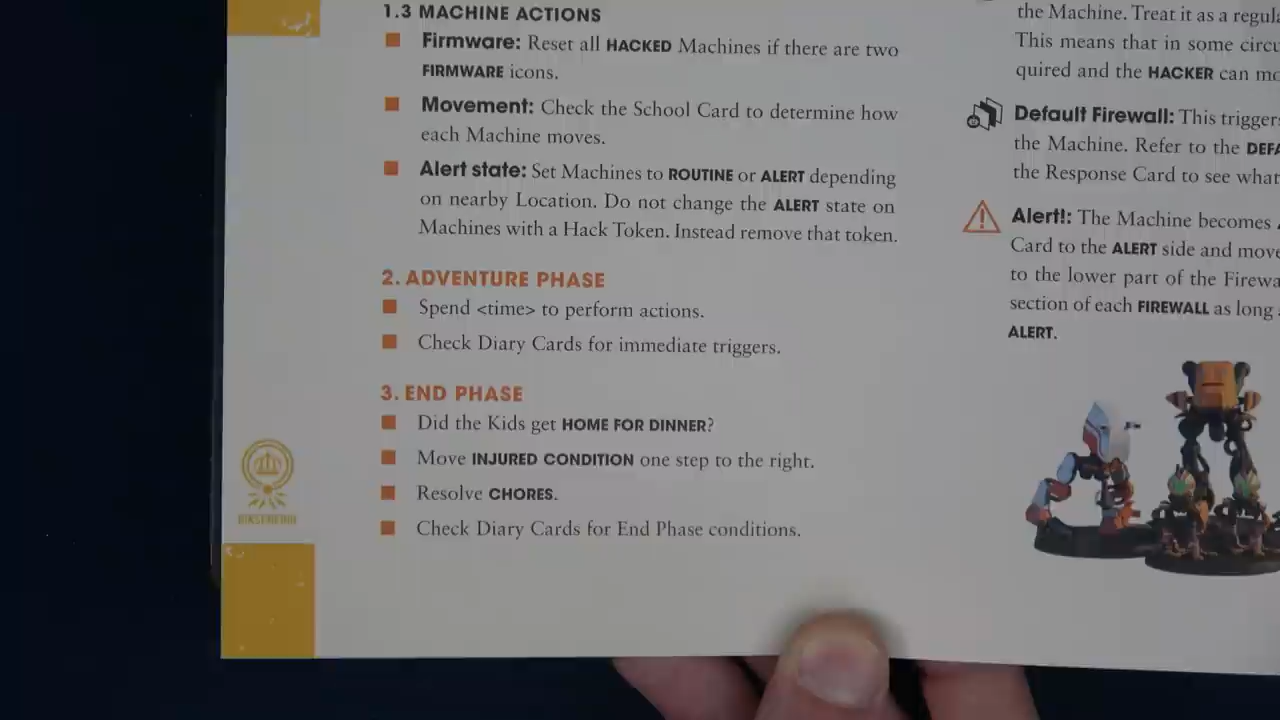 1.3 MACHINE ACTIONS
Firmware: Reset all HACKED Machines if there are two
FIRMWARE icons.
Movement: Check the School Card to determine how
each Machine moves.
Alert state: Set Machines to ROUTINE or ALERT depending
on nearby Location. Do not change the ALERT state on
Machines with a Hack Token. Instead remove that token.
2. ADVENTURE PHASE
Spend <time> to perform actions.
Check Diary Cards for immediate triggers.
3. END PHASE
Did the Kids get HOME FOR DINNER?
Move INJURED CONDITION one step to the right.
Resolve CHORES.
Check Diary Cards for End Phase conditions.
the Machine. Treat it as a
This means that in some
quired and the HACKER can
Default Firewall: This
the Machine. Refer to the
the Response Card to see what
Alert!: The Machine becomes
Card to the ALERT side and
to the lower part of the
section of each FIREWALL as long
ALERT.